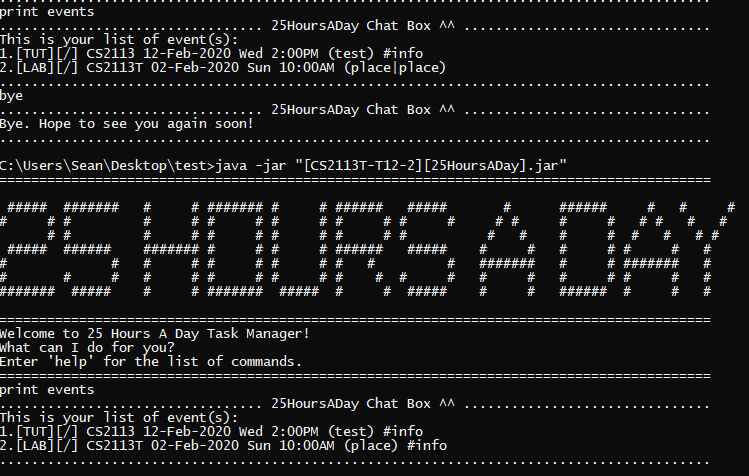 print events
................................ 25HoursADay Chat Box ^^ ..............................
This is your list of event(s):
1.[TUT][/] CS2113 12-Feb-2020 Wed 2:00PM (test) #info
2.[LAB][/] CS2113T 02-Feb-2020 Sun 10:00AM (place|place)
bye
................................ 25HoursADay Chat Box ^^ ..............................
Bye. Hope to see you again soon!
C:\Users\Sean\Desktop\test>java -jar "[CS2113T-T12-2][25HoursADay].jar"
25 HOURS A DAY
Welcome to 25 Hours A Day Task Manager!
What can I do for you?
Enter 'help' for the list of commands.
print events
................................ 25HoursADay Chat Box ^^ ..............................
This is your list of event(s):
1.[TUT][/] CS2113 12-Feb-2020 Wed 2:00PM (test) #info
2.[LAB][/] CS2113T 02-Feb-2020 Sun 10:00AM (place) #info